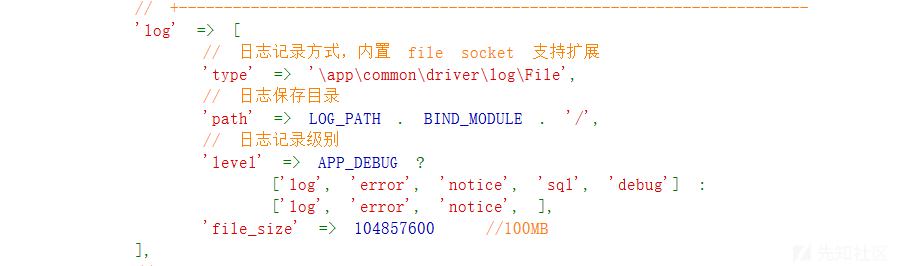 // +----------------------------------------------------------------------
'log' => [
// 日志记录方式，内置 file socket 支持扩展
'type' => '\app\common\driver\log\File',
// 日志保存目录
'path' => LOG_PATH . BIND_MODULE . '/',
// 日志记录级别
'level' => APP_DEBUG ?
['log', 'error', 'notice', 'sql', 'debug'] :
['log', 'error', 'notice', ],
'file_size' => 104857600 //100MB
],
先知社区